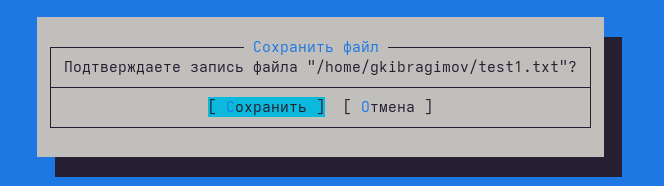 Сохранить файл
Подтверждаете запись файла "/home/gkibragimov/test1.txt"?
[ Сохранить ] [ Отмена ]